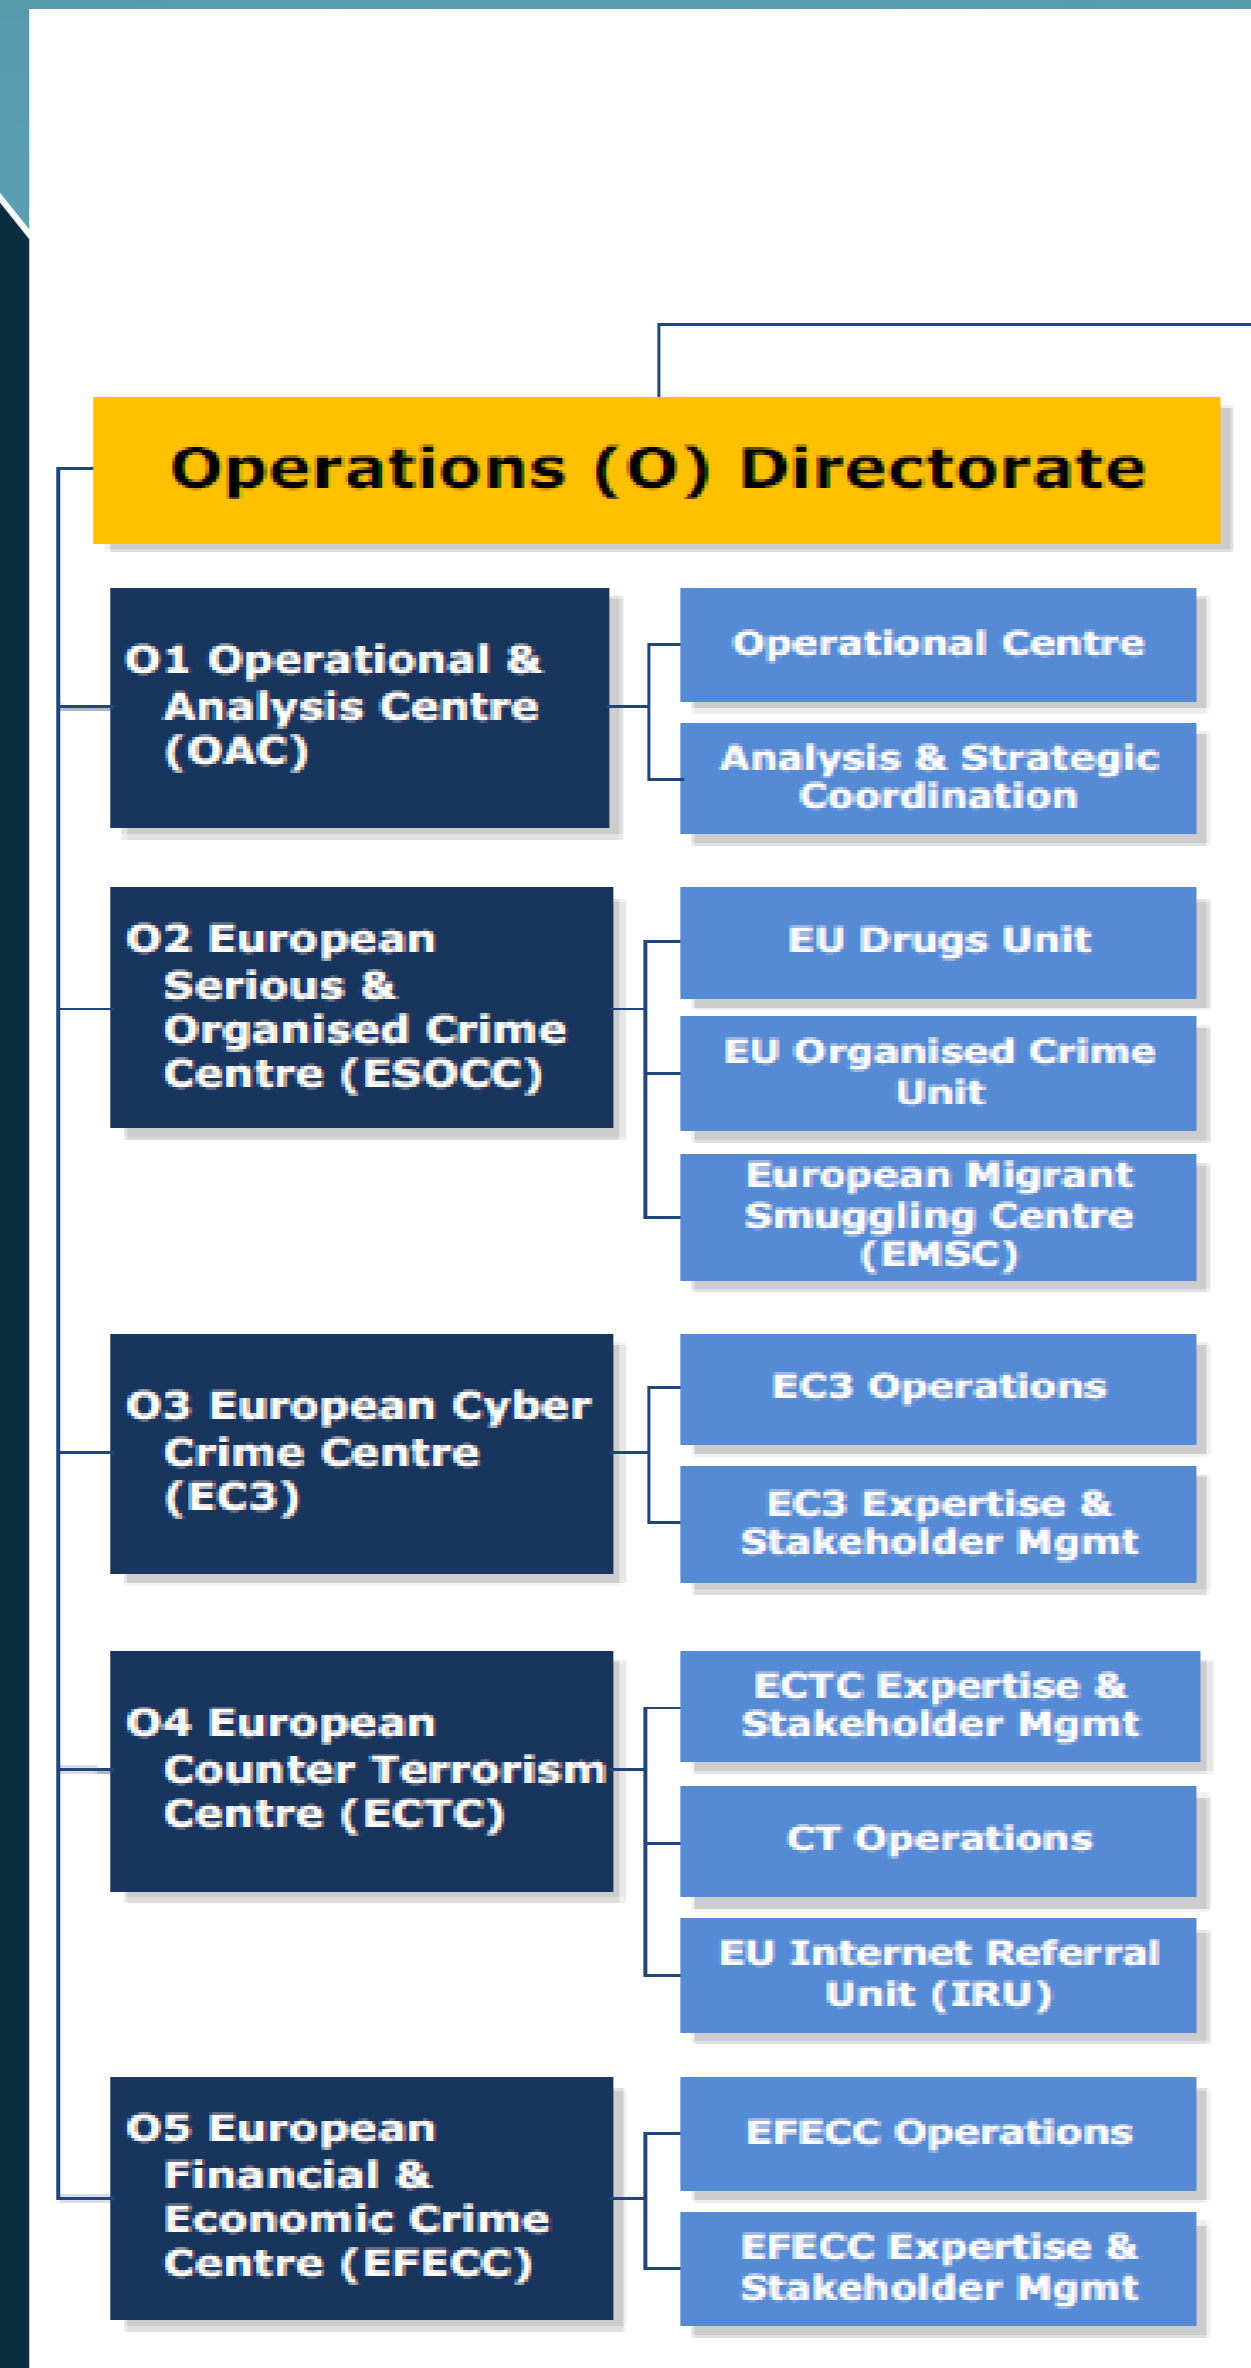 Operations (O) Directorate
O1 Operational &
Analysis Centre
(OAC)
Operational Centre
Analysis & Strategic
Coordination
O2 European
Serious &
Organised Crime
Centre (ESOCC)
EU Drugs Unit
EU Organised Crime
Unit
European Migrant
Smuggling Centre
(EMSC)
O3 European Cyber
Crime Centre
(EC3)
EC3 Operations
EC3 Expertise &
Stakeholder Mgmt
O4 European
Counter Terrorism
Centre (ECTC)
ECTC Expertise &
Stakeholder Mgmt
CT Operations
EU Internet Referral
Unit (IRU)
O5 European
Financial &
Economic Crime
Centre (EFECC)
EFECC Operations
EFECC Expertise &
Stakeholder Mgmt